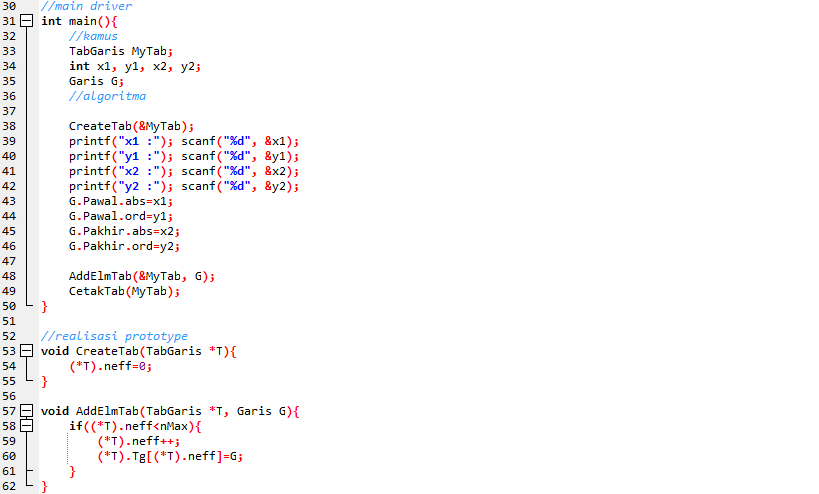 30 //main driver
31 int main(){
32 //kamus
33 TabGaris MyTab;
34 int x1, y1, x2, y2;
35 Garis G;
36 //algoritma
37
38 CreateTab(&MyTab);
39 printf("x1 :"); scanf("%d", &x1);
40 printf("y1 :"); scanf("%d", &y1);
41 printf("x2 :"); scanf("%d", &x2);
42 printf("y2 :"); scanf("%d", &y2);
43 G.Pawal.abs=x1;
44 G.Pawal.ord=y1;
45 G.Pakhir.abs=x2;
46 G.Pakhir.ord=y2;
47
48 AddElmTab(&MyTab, G);
49 CetakTab(MyTab);
50 }
51
52 //realisasi prototype
53 void CreateTab(TabGaris *T){
54 (*T).neff=0;
55 }
56
57 void AddElmTab(TabGaris *T, Garis G){
58 if((*T).neff<nMax){
59 (*T).neff++;
60 (*T).Tg[(*T).neff]=G;
61 }
62 }